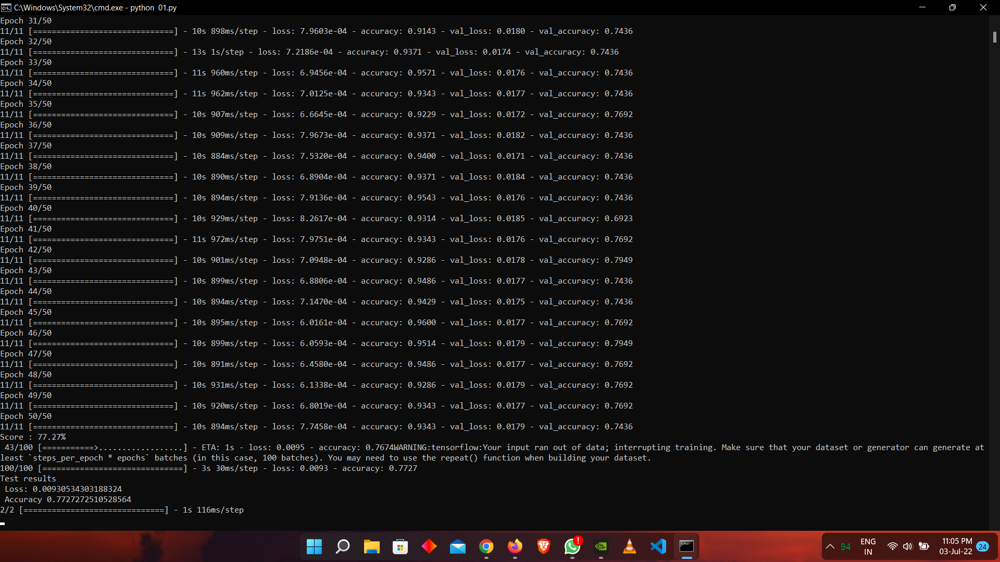 C:\Windows\System32\cmd.exe - python  01.py
Epoch 31/50
11/11 [==============================] - 10s 898ms/step - loss: 7.9603e-04 - accuracy: 0.9143 - val_loss: 0.0180 - val_accuracy: 0.7436
Epoch 32/50
11/11 [==============================] - 13s 1s/step - loss: 7.2186e-04 - accuracy: 0.9371 - val_loss: 0.0174 - val_accuracy: 0.7436
Epoch 33/50
11/11 [==============================] - 11s 960ms/step - loss: 6.9456e-04 - accuracy: 0.9571 - val_loss: 0.0176 - val_accuracy: 0.7436
Epoch 34/50
11/11 [==============================] - 11s 962ms/step - loss: 7.0125e-04 - accuracy: 0.9343 - val_loss: 0.0177 - val_accuracy: 0.7436
Epoch 35/50
11/11 [==============================] - 10s 907ms/step - loss: 6.6645e-04 - accuracy: 0.9229 - val_loss: 0.0172 - val_accuracy: 0.7692
Epoch 36/50
11/11 [==============================] - 10s 909ms/step - loss: 7.9673e-04 - accuracy: 0.9371 - val_loss: 0.0182 - val_accuracy: 0.7436
Epoch 37/50
11/11 [==============================] - 10s 884ms/step - loss: 7.5320e-04 - accuracy: 0.9400 - val_loss: 0.0171 - val_accuracy: 0.7436
Epoch 38/50
11/11 [==============================] - 10s 890ms/step - loss: 6.8904e-04 - accuracy: 0.9371 - val_loss: 0.0184 - val_accuracy: 0.7436
Epoch 39/50
11/11 [==============================] - 10s 894ms/step - loss: 7.9136e-04 - accuracy: 0.9543 - val_loss: 0.0176 - val_accuracy: 0.7436
Epoch 40/50
11/11 [==============================] - 10s 929ms/step - loss: 8.2617e-04 - accuracy: 0.9314 - val_loss: 0.0185 - val_accuracy: 0.6923
Epoch 41/50
11/11 [==============================] - 11s 972ms/step - loss: 7.9751e-04 - accuracy: 0.9343 - val_loss: 0.0176 - val_accuracy: 0.7692
Epoch 42/50
11/11 [==============================] - 10s 901ms/step - loss: 7.0948e-04 - accuracy: 0.9286 - val_loss: 0.0178 - val_accuracy: 0.7949
Epoch 43/50
11/11 [==============================] - 10s 899ms/step - loss: 6.8806e-04 - accuracy: 0.9486 - val_loss: 0.0177 - val_accuracy: 0.7436
Epoch 44/50
11/11 [==============================] - 10s 894ms/step - loss: 7.1470e-04 - accuracy: 0.9429 - val_loss: 0.0175 - val_accuracy: 0.7436
Epoch 45/50
11/11 [==============================] - 10s 895ms/step - loss: 6.0161e-04 - accuracy: 0.9600 - val_loss: 0.0177 - val_accuracy: 0.7692
Epoch 46/50
11/11 [==============================] - 10s 899ms/step - loss: 6.0593e-04 - accuracy: 0.9514 - val_loss: 0.0179 - val_accuracy: 0.7949
Epoch 47/50
11/11 [==============================] - 10s 891ms/step - loss: 6.4580e-04 - accuracy: 0.9486 - val_loss: 0.0177 - val_accuracy: 0.7692
Epoch 48/50
11/11 [==============================] - 10s 931ms/step - loss: 6.1338e-04 - accuracy: 0.9286 - val_loss: 0.0179 - val_accuracy: 0.7692
Epoch 49/50
11/11 [==============================] - 10s 920ms/step - loss: 6.8019e-04 - accuracy: 0.9343 - val_loss: 0.0177 - val_accuracy: 0.7692
Epoch 50/50
11/11 [==============================] - 10s 894ms/step - loss: 7.7458e-04 - accuracy: 0.9343 - val_loss: 0.0179 - val_accuracy: 0.7436
Score : 77.27%
 43/100 [===========>..................] - ETA: 1s - loss: 0.0095 - accuracy: 0.7674WARNING:tensorflow:Your input ran out of data; interrupting training. Make sure that your dataset or generator can generate at
least `steps_per_epoch * epochs` batches (in this case, 100 batches). You may need to use the repeat() function when building your dataset.
100/100 [==============================] - 3s 30ms/step - loss: 0.0093 - accuracy: 0.7727
Test results
 Loss: 0.00930534303188324
 Accuracy 0.7727272510528564
2/2 [==============================] - 1s 116ms/step
94
ENG
IN
11:05 PM
03-Jul-22
24